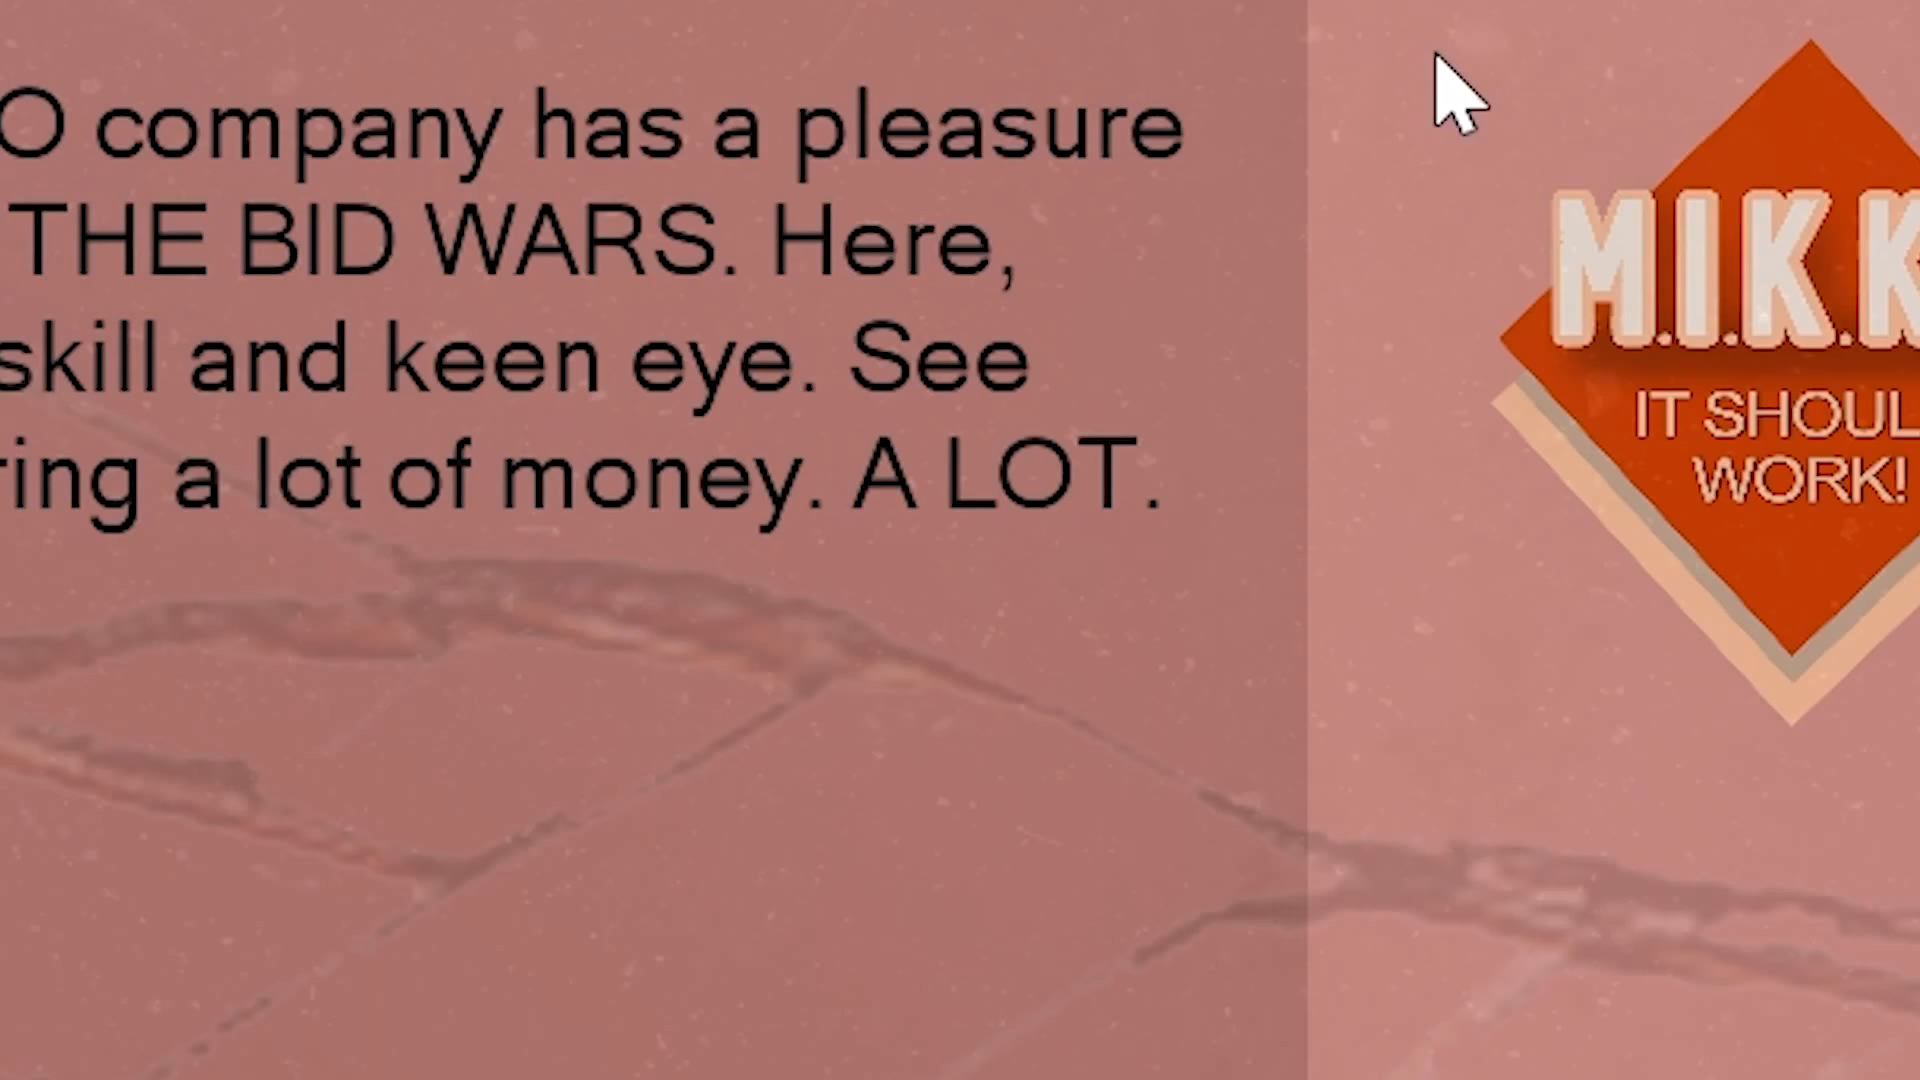 O company has a pleasure
THE BID WARS. Here,
skill and keen eye. See
ring a lot of money. A LOT.
M.I.K.K
IT SHOUL
WORK!